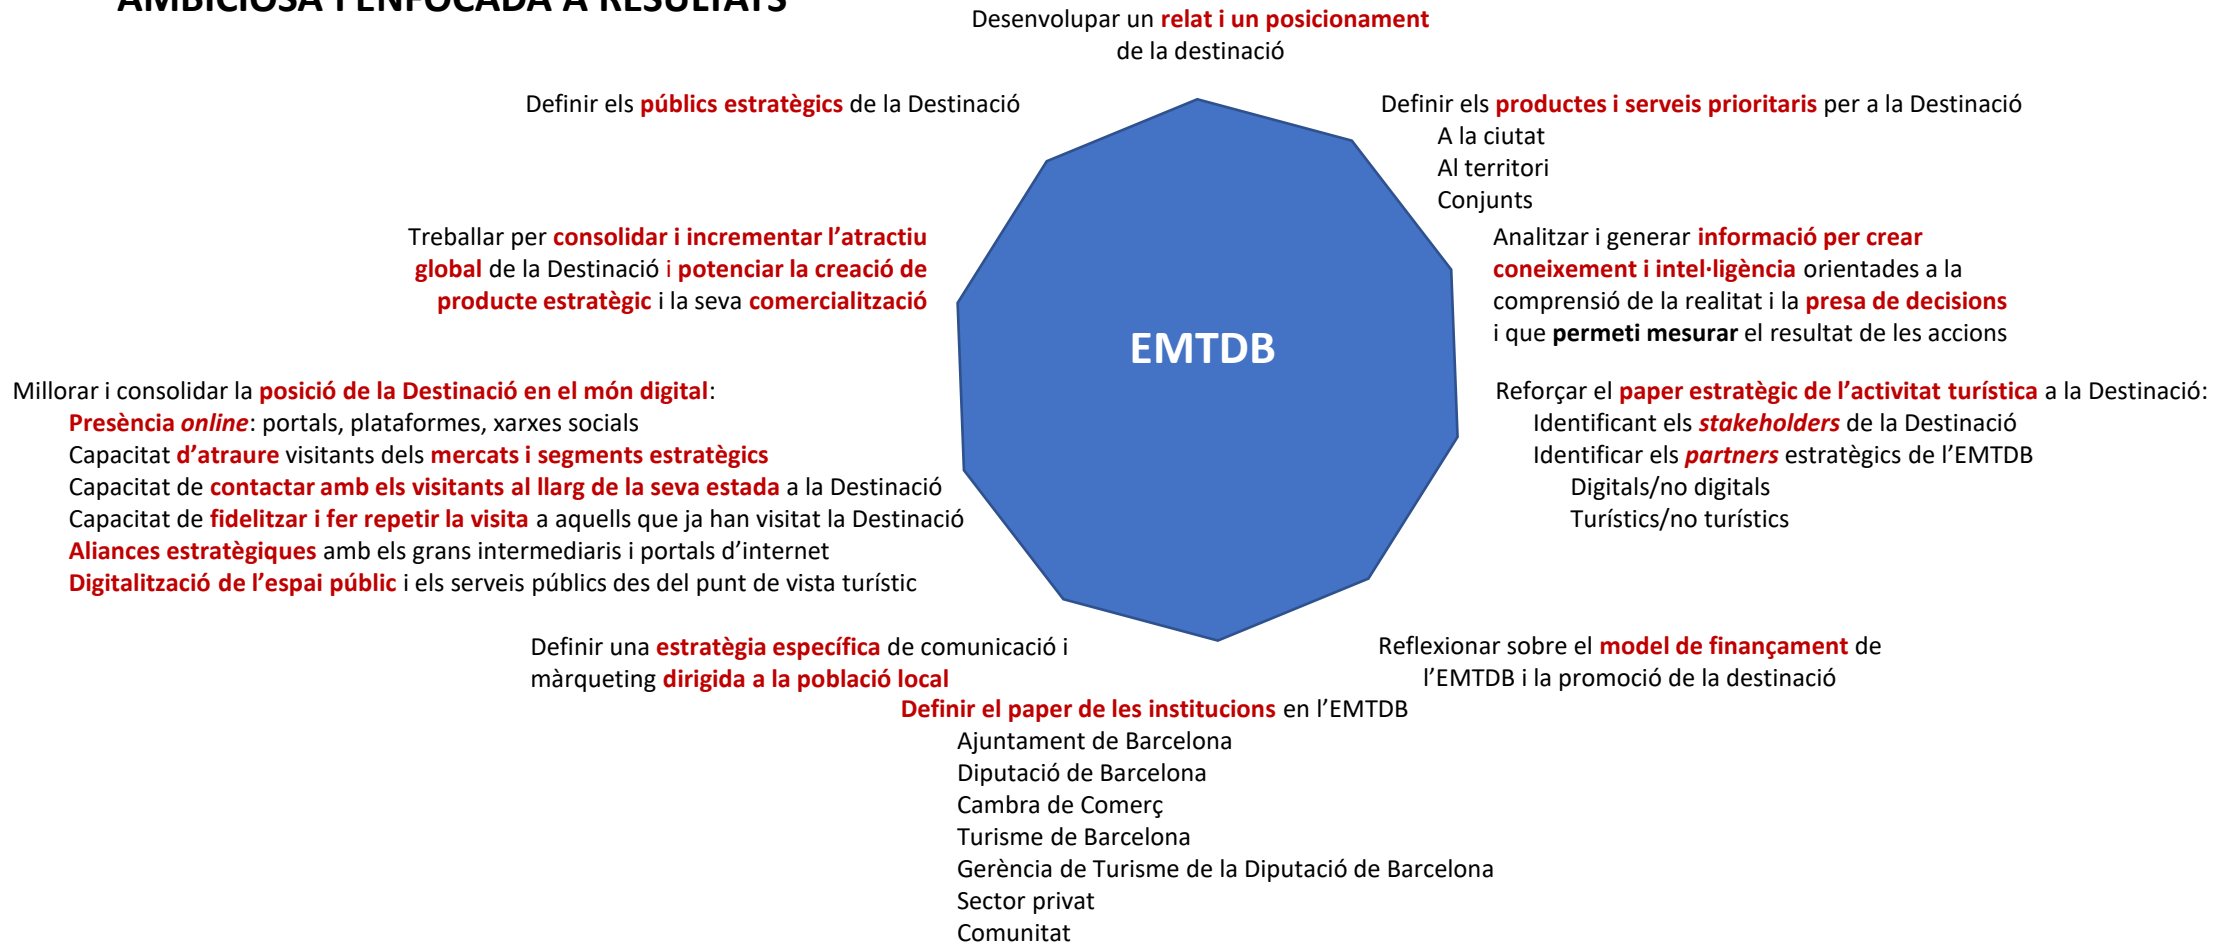 AMBICIOSA I ENFOCADA A RESULTATS
Desenvolupar un relat i un posicionament
de la destinació
Definir els públics estratègics de la Destinació
Definir els productes i serveis prioritaris per a la Destinació
A la ciutat
Al territori
Conjunts
Treballar per consolidar i incrementar l’atractiu
global de la Destinació i potenciar la creació de
producte estratègic i la seva comercialització
Analitzar i generar informació per crear
coneixement i intel·ligència orientades a la
comprensió de la realitat i la presa de decisions
i que permeti mesurar el resultat de les accions
EMTDB
Millorar i consolidar la posició de la Destinació en el món digital:
Presència online: portals, plataformes, xarxes socials
Capacitat d’atraure visitants dels mercats i segments estratègics
Capacitat de contactar amb els visitants al llarg de la seva estada a la Destinació
Capacitat de fidelitzar i fer repetir la visita a aquells que ja han visitat la Destinació
Aliances estratègiques amb els grans intermediaris i portals d’internet
Digitalització de l’espai públic i els serveis públics des del punt de vista turístic
Reforçar el paper estratègic de l’activitat turística a la Destinació:
Identificant els stakeholders de la Destinació
Identificar els partners estratègics de l’EMTDB
Digitals/no digitals
Turístics/no turístics
Definir una estratègia específica de comunicació i
màrqueting dirigida a la població local
Reflexionar sobre el model de finançament de
l’EMTDB i la promoció de la destinació
Definir el paper de les institucions en l’EMTDB
Ajuntament de Barcelona
Diputació de Barcelona
Cambra de Comerç
Turisme de Barcelona
Gerència de Turisme de la Diputació de Barcelona
Sector privat
Comunitat